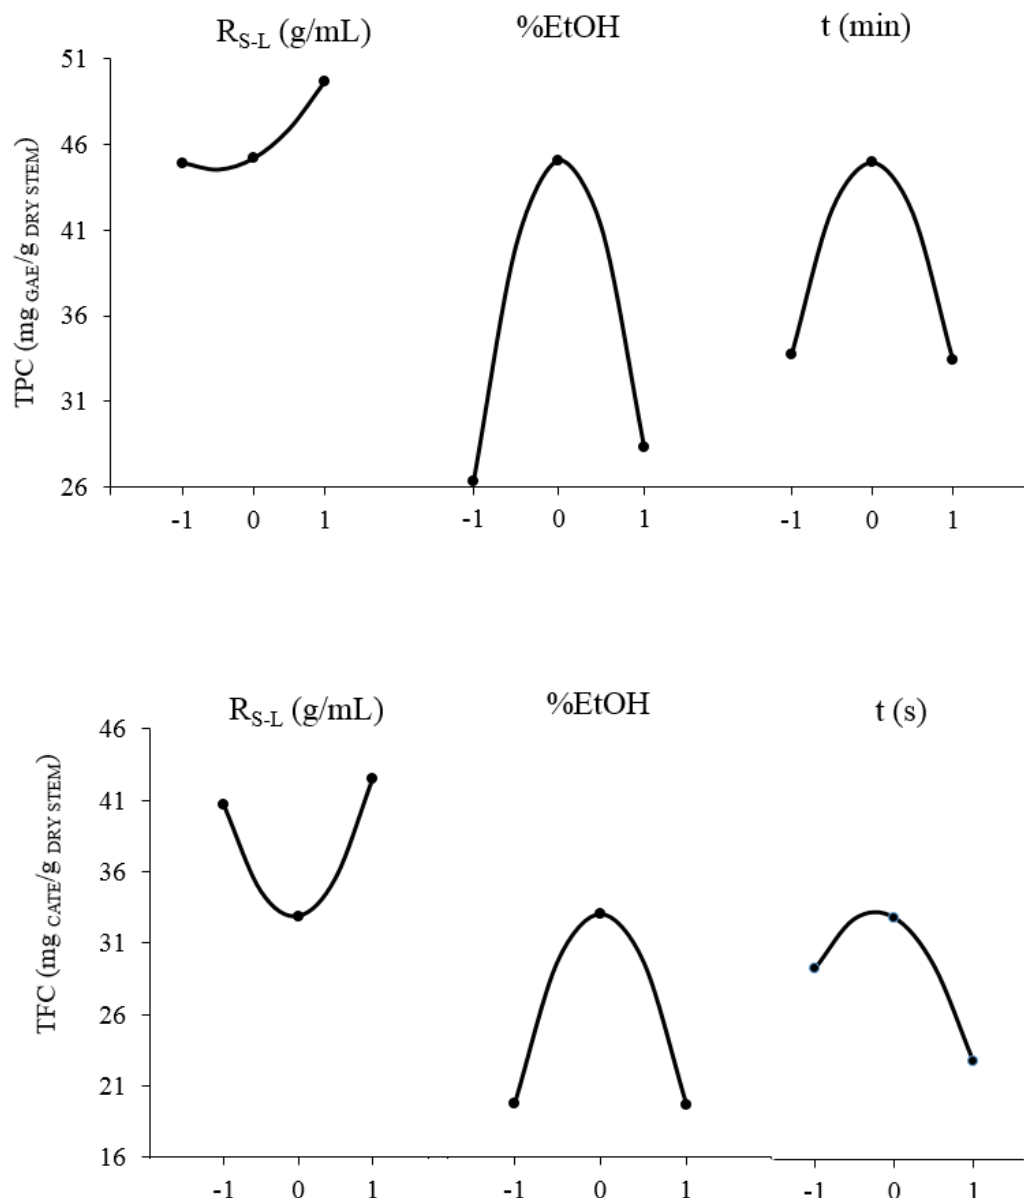 R_S-L (g/mL) %EtOH t (min)
51
46
41
36
31
26
TPC (mg GAE/g DRY STEM)
-1 0 1 -1 0 1 -1 0 1
R_S-L (g/mL) %EtOH t (s)
46
41
36
31
26
21
16
TFC (mg CATE/g DRY STEM)
-1 0 1 -1 0 1 -1 0 1